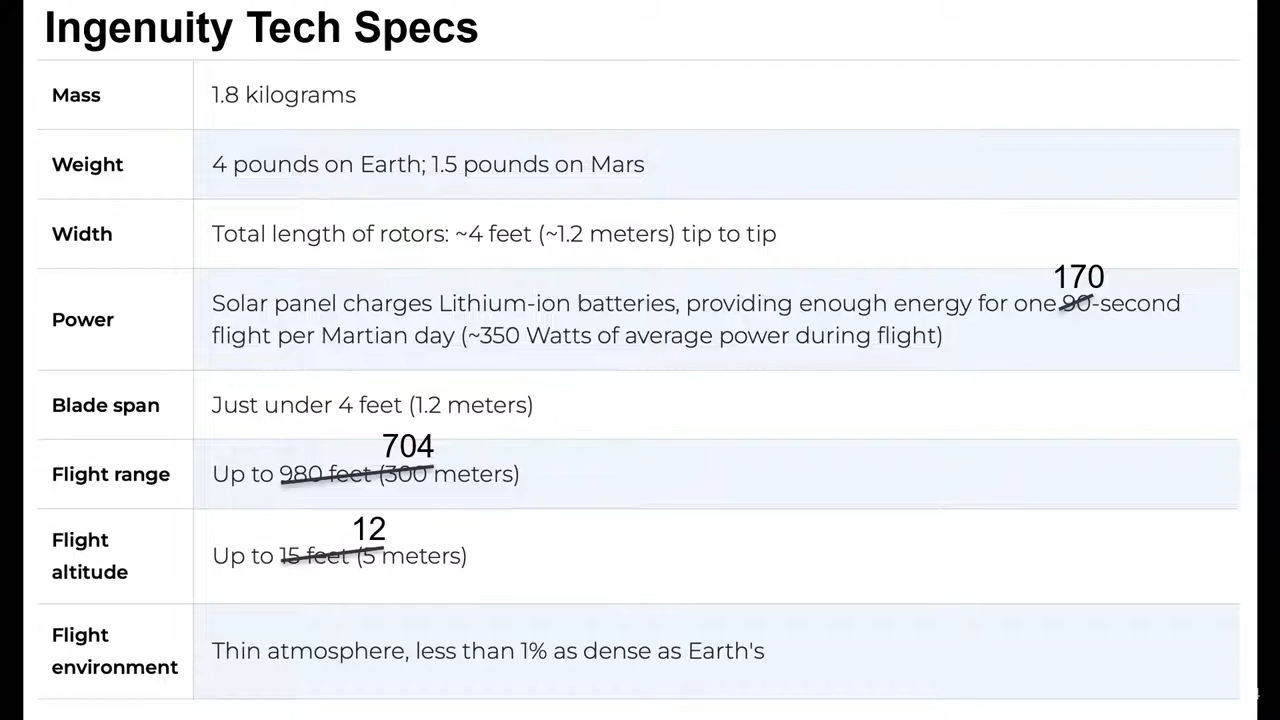 Ingenuity Tech Specs
Mass
1.8 kilograms
Weight
4 pounds on Earth; 1.5 pounds on Mars
Width
Total length of rotors: ~4 feet (~1.2 meters) tip to tip
170
Power
Solar panel charges Lithium-ion batteries, providing enough energy for one 90-second
flight per Martian day (~350 Watts of average power during flight)
Blade span
Just under 4 feet (1.2 meters)
704
Flight range
Up to 980 feet (300 meters)
12
Flight
altitude
Up to 15 feet (5 meters)
Flight
environment
Thin atmosphere, less than 1% as dense as Earth's